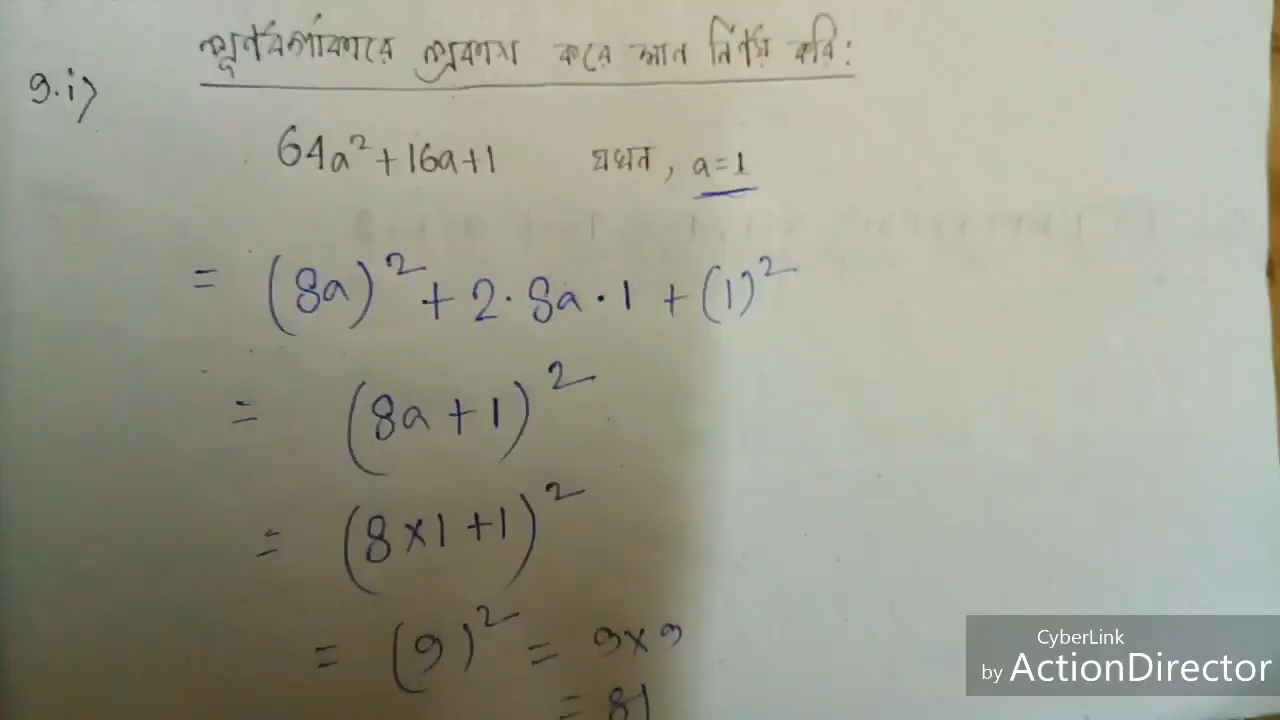 পূর্ণবর্গাকারে প্রকাশ করে মান নির্ণয় করি:
9.i)
64a²+16a+1 যখন, a=1
= (8a)² + 2·8a·1 + (1)²
= (8a+1)²
= (8×1+1)²
= (9)² = 9×9
= 81
CyberLink
by ActionDirector